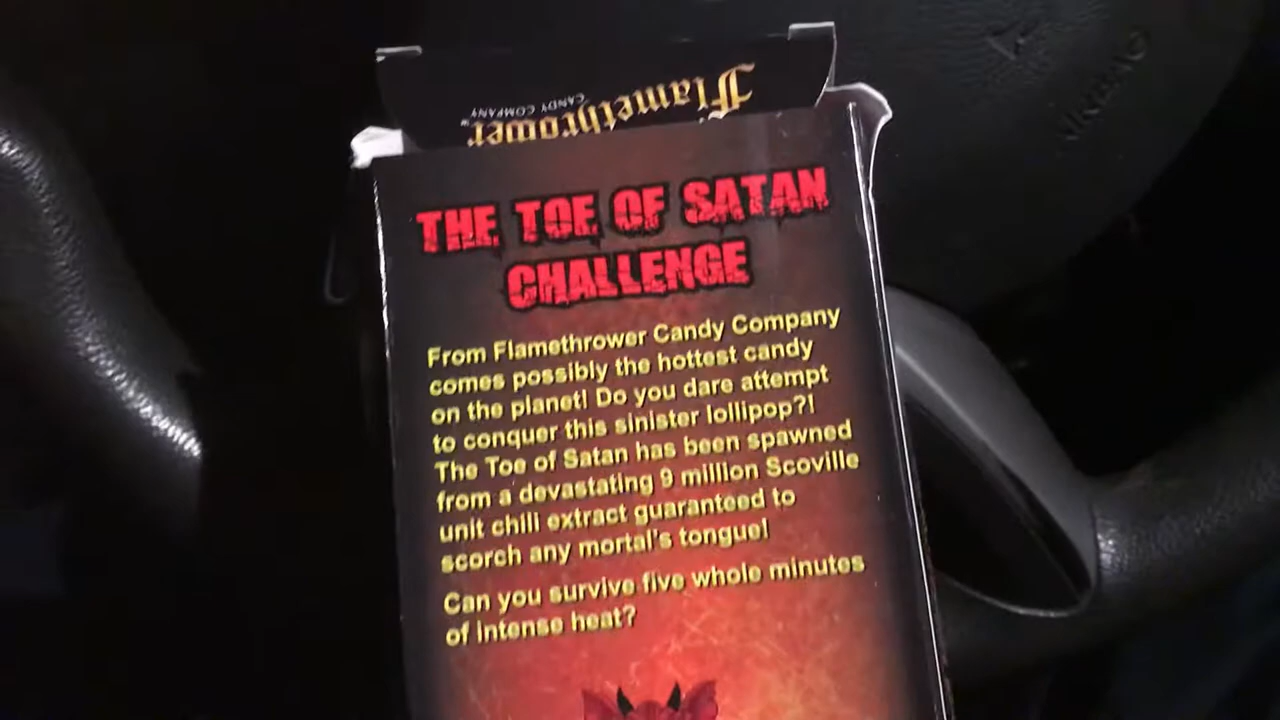 Flamethrower
CANDY COMPANY™
THE TOE OF SATAN
CHALLENGE
From Flamethrower Candy Company
comes possibly the hottest candy
on the planet! Do you dare attempt
to conquer this sinister lollipop?!
The Toe of Satan has been spawned
from a devastating 9 million Scoville
unit chili extract guaranteed to
scorch any mortal's tongue!
Can you survive five whole minutes
of intense heat?
AIRBAG